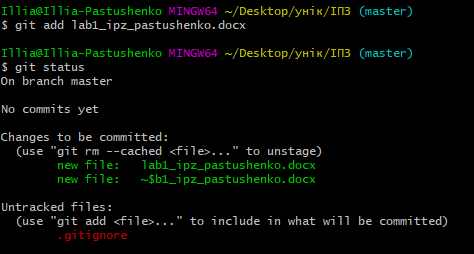 Illia@Illia-Pastushenko MINGW64 ~/Desktop/унік/ІПЗ (master)
$ git add lab1_ipz_pastushenko.docx

Illia@Illia-Pastushenko MINGW64 ~/Desktop/унік/ІПЗ (master)
$ git status
On branch master

No commits yet

Changes to be committed:
  (use "git rm --cached <file>..." to unstage)
        new file:   lab1_ipz_pastushenko.docx
        new file:   ~$b1_ipz_pastushenko.docx

Untracked files:
  (use "git add <file>..." to include in what will be committed)
        .gitignore